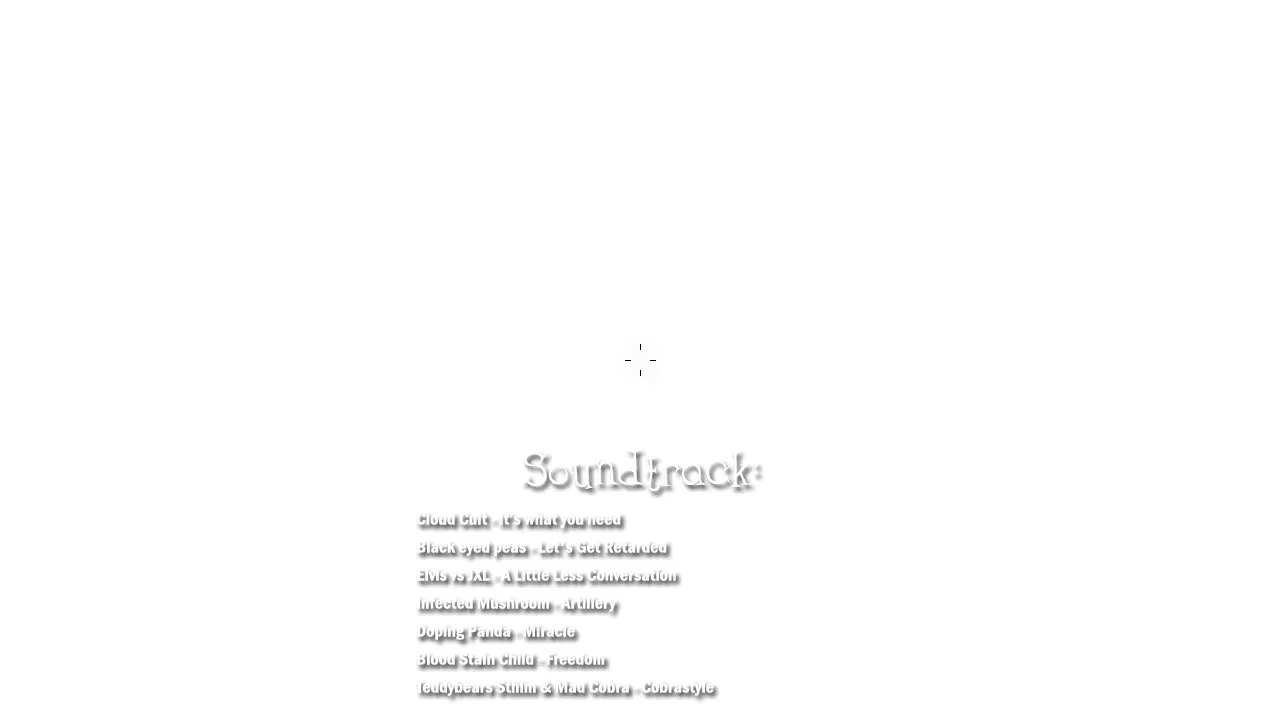 Soundtrack:
Cloud Cult - It's what you need
Black eyed peas - Let's Get Retarded
Elvis vs JXL - A Little Less Conversation
Infected Mushroom - Artillery
Doping Panda - Miracle
Blood Stain Child - Freedom
Teddybears Sthlm & Mad Cobra - Cobrastyle